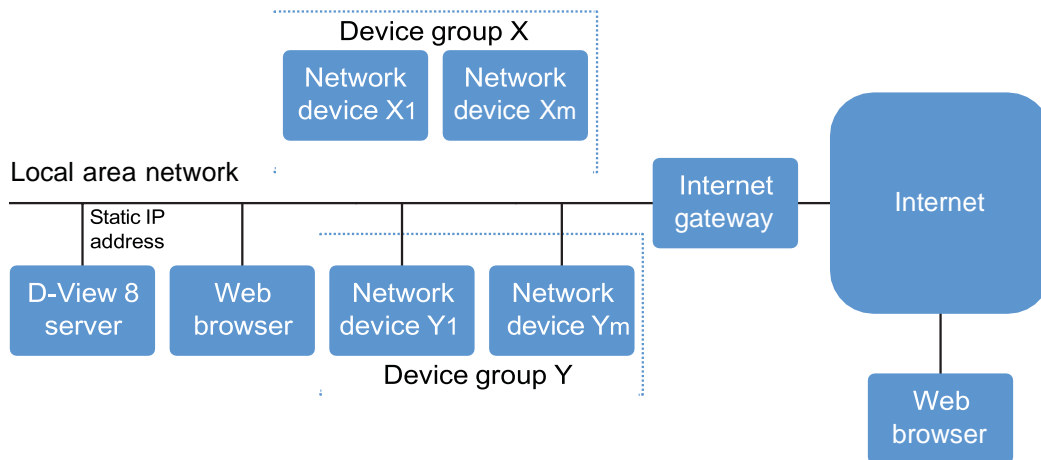 Device group X
Network
device X1
Network
device Xm
Local area network
Static IP
address
Internet
gateway
Internet
D-View 8
server
Web
browser
Network
device Y1
Network
device Ym
Device group Y
Web
browser